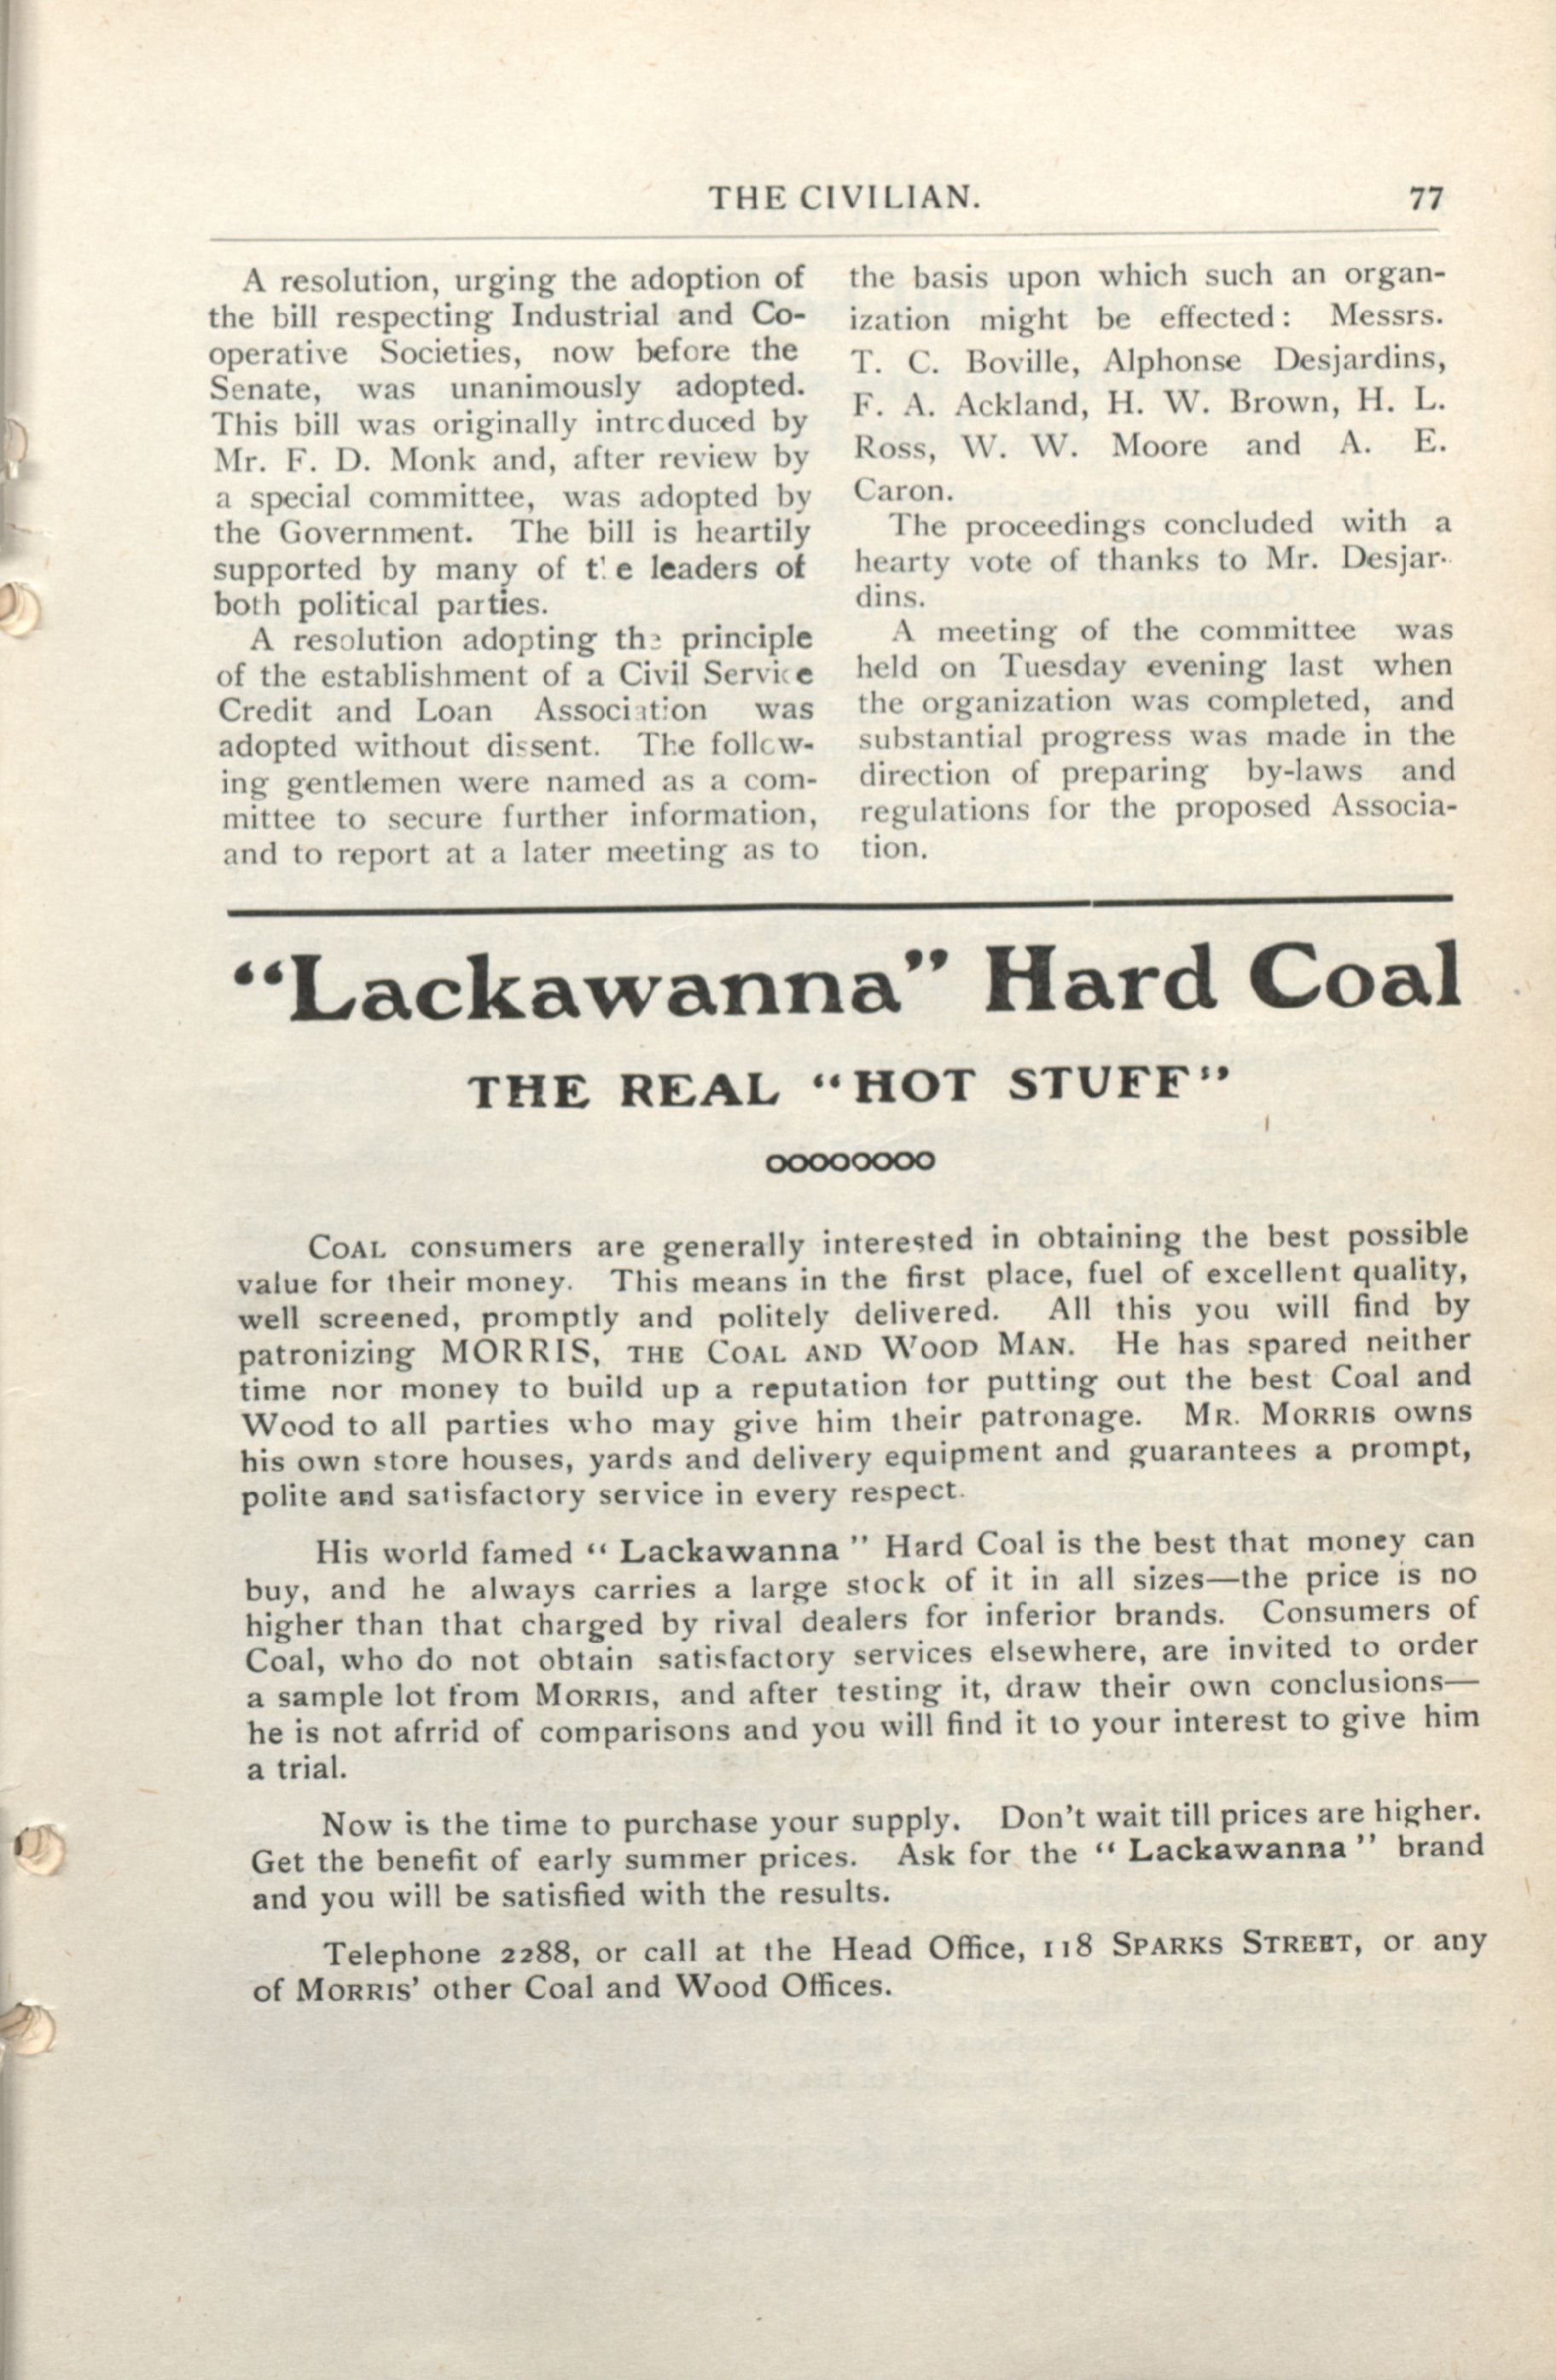 THE CIVILIAN.
77
A resolution, urging the adoption of
the bill respecting Industrial and Co-
operative Societies, now before the
Senate, was unanimously adopted.
This bill was originally intrcduced by
Mr. F. D. Monk and, after review by
a special committee, was adopted by
the Government. The bill is heartily
supported by many of t' e leaders of
both political parties.
A resolution adopting the principle
of the establishment of a Civil Service
Credit and Loan Association was
adopted without dissent. The follcw-
ing gentlemen were named as a com-
mittee to secure further information,
and to report at a later meeting as to
the basis upon which such an organ-
ization might be effected: Messrs.
T. C. Boville, Alphonse Desjardins,
F. A. Ackland, H. W. Brown, H. L.
Ross, W. W. Moore and A. E.
Caron.
The proceedings concluded with a
hearty vote of thanks to Mr. Desjar-
dins.
A meeting of the committee was
held on Tuesday evening last when
the organization was completed, and
substantial progress was made in the
direction of preparing by-laws and
regulations for the proposed Associa-
tion.
"Lackawanna" Hard Coal
THE REAL "HOT STUFF"
COAL consumers are generally interested in obtaining the best possible
value for their money. This means in the first place, fuel of excellent quality,
well screened, promptly and politely delivered. All this you will find by
patronizing MORRIS, THE COAL AND WOOD MAN. He has spared neither
time nor money to build up a reputation for putting out the best Coal and
Wood to all parties who may give him their patronage. MR. MORRIS owns
his own store houses, yards and delivery equipment and guarantees a prompt,
polite and satisfactory service in every respect.
His world famed "Lackawanna" Hard Coal is the best that money can
buy, and he always carries a large stock of it in all sizes—the price is no
higher than that charged by rival dealers for inferior brands. Consumers of
Coal, who do not obtain satisfactory services elsewhere, are invited to order
a sample lot from MORRIS, and after testing it, draw their own conclusions—
he is not afrrid of comparisons and you will find it to your interest to give him
a trial.
Now is the time to purchase your supply. Don't wait till prices are higher.
Get the benefit of early summer prices. Ask for the "Lackawanna" brand
and you will be satisfied with the results.
Telephone 2288, or call at the Head Office, 118 SPARKS STREET, or any
of MORRIS' other Coal and Wood Offices.